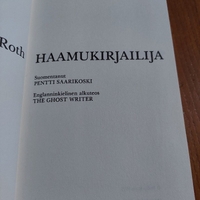 Roth
HAAMUKIRJAILIJA
Suomentanut
PENTTI SAARIKOSKI
Englanninkielinen alkuteos
THE GHOST WRITER